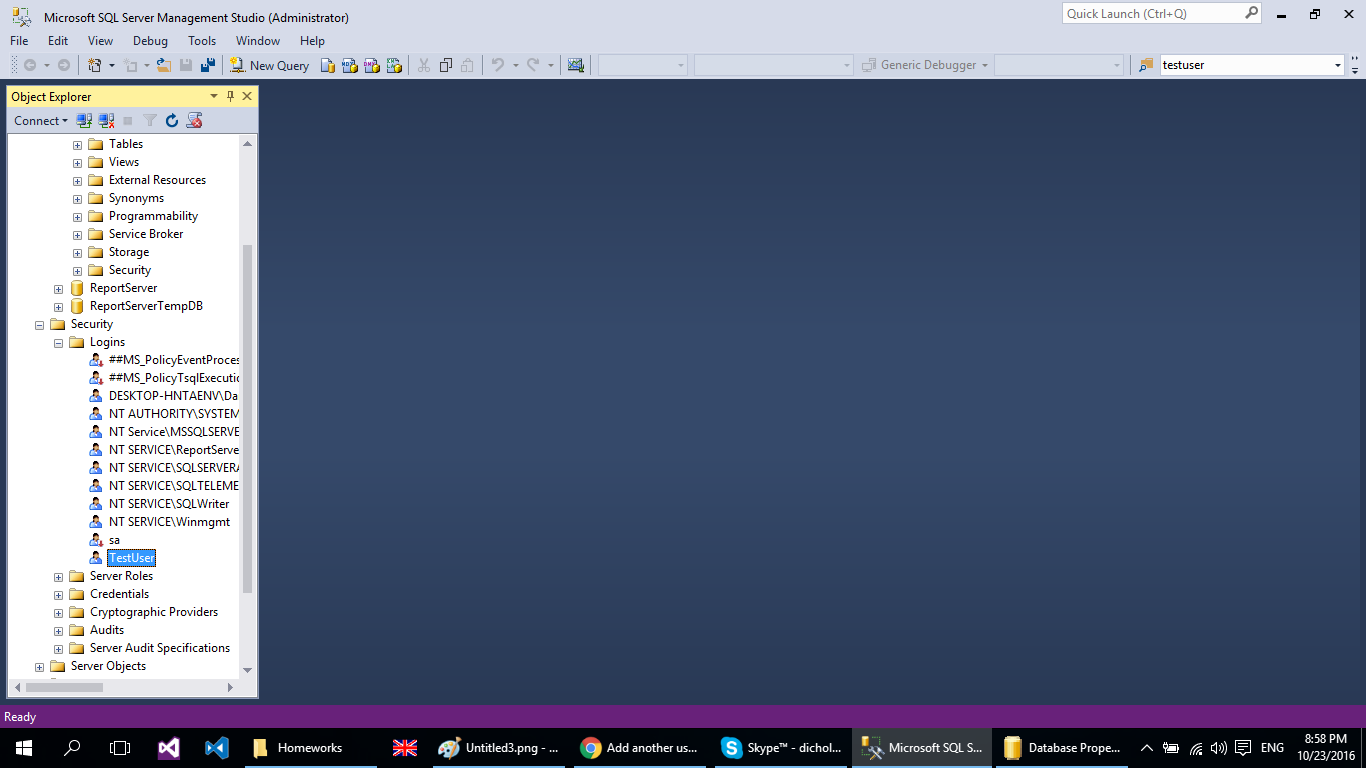 Microsoft SQL Server Management Studio (Administrator)
Quick Launch (Ctrl+Q)
File Edit View Debug Tools Window Help
New Query
Generic Debugger
testuser
Object Explorer
Connect
Tables
Views
External Resources
Synonyms
Programmability
Service Broker
Storage
Security
ReportServer
ReportServerTempDB
Security
Logins
##MS_PolicyEventProces
##MS_PolicyTsqlExecutio
DESKTOP-HNTAENV\Da
NT AUTHORITY\SYSTEM
NT Service\MSSQLSERVE
NT SERVICE\ReportServe
NT SERVICE\SQLSERVERA
NT SERVICE\SQLTELEME
NT SERVICE\SQLWriter
NT SERVICE\Winmgmt
sa
TestUser
Server Roles
Credentials
Cryptographic Providers
Audits
Server Audit Specifications
Server Objects
Ready
Homeworks
Untitled3.png - ...
Add another us...
Skype™ - dichol...
Microsoft SQL S...
Database Prope...
ENG
8:58 PM
10/23/2016